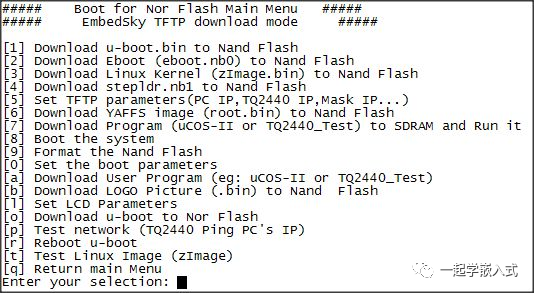 #####    Boot for Nor Flash Main Menu    #####
#####    EmbedSky TFTP download mode    #####
[1] Download u-boot.bin to Nand Flash
[2] Download Eboot (eboot.nb0) to Nand Flash
[3] Download Linux Kernel (zImage.bin) to Nand Flash
[4] Download stepldr.nb1 to Nand Flash
[5] Set TFTP parameters(PC IP,TQ2440 IP,Mask IP...)
[6] Download YAFFS image (root.bin) to Nand Flash
[7] Download Program (uCOS-II or TQ2440_Test) to SDRAM and Run it
[8] Boot the system
[9] Format the Nand Flash
[0] Set the boot parameters
[a] Download User Program (eg: uCOS-II or TQ2440_Test)
[b] Download LOGO Picture (.bin) to Nand  Flash
[l] Set LCD Parameters
[o] Download u-boot to Nor Flash
[p] Test network (TQ2440 Ping PC's IP)
[r] Reboot u-boot
[t] Test Linux Image (zImage)
[q] Return main Menu
Enter your selection:
一起学嵌入式